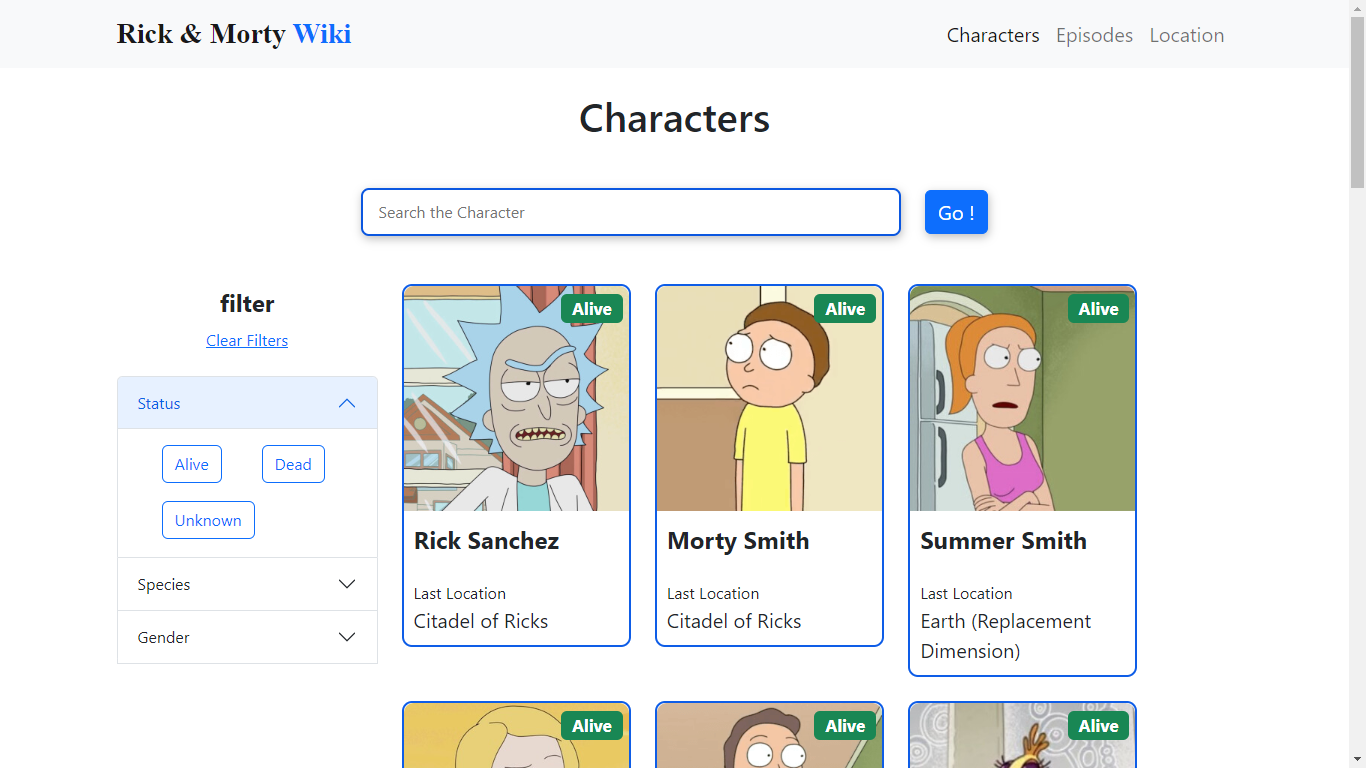 Rick & Morty Wiki
Characters Episodes Location
Characters
Search the Character
Go !
filter
Clear Filters
Status
Alive Dead
Unknown
Species
Gender
Alive
Rick Sanchez
Last Location
Citadel of Ricks
Alive
Morty Smith
Last Location
Citadel of Ricks
Alive
Summer Smith
Last Location
Earth (Replacement
Dimension)
Alive
Alive
Alive